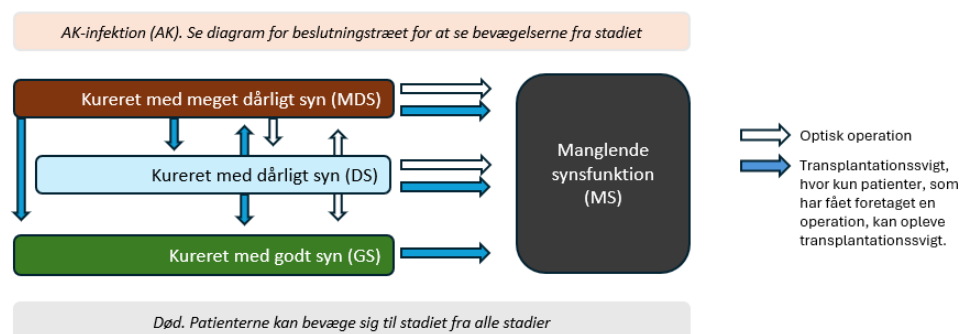 AK-infektion (AK). Se diagram for beslutningstræet for at se bevægelserne fra stadiet
Kureret med meget dårligt syn (MDS)
Kureret med dårligt syn (DS)
Kureret med godt syn (GS)
Manglende
synsfunktion
(MS)
Optisk operation
Transplantationssvigt,
hvor kun patienter, som
har fået foretaget en
operation, kan opleve
transplantationssvigt.
Død. Patienterne kan bevæge sig til stadiet fra alle stadier